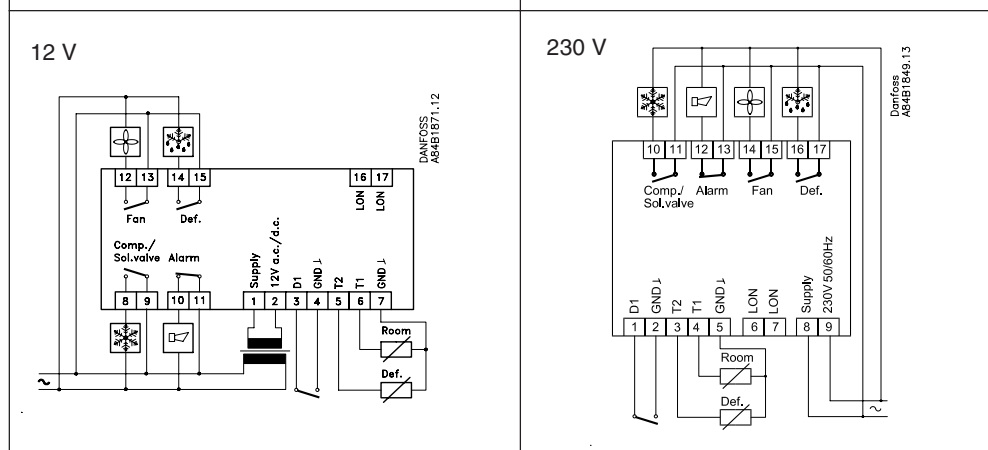 12 V
DANFOSS
A84B1871.12
12 13 14 15 16 17
LON
LON
Fan Def.
Comp./
Sol.valve Alarm
Supply
12V a.c./d.c.
D1
GND ⊥
T2
T1
GND ⊥
8 9 10 11 1 2 3 4 5 6 7
Room
Def.
~
230 V
Danfoss
A84B1849.13
10 11 12 13 14 15 16 17
Comp./ Alarm Fan Def.
Sol.valve
D1
GND ⊥
T2
T1
GND ⊥
LON
LON
Supply
230V 50/60Hz
1 2 3 4 5 6 7 8 9
Room
Def.
~